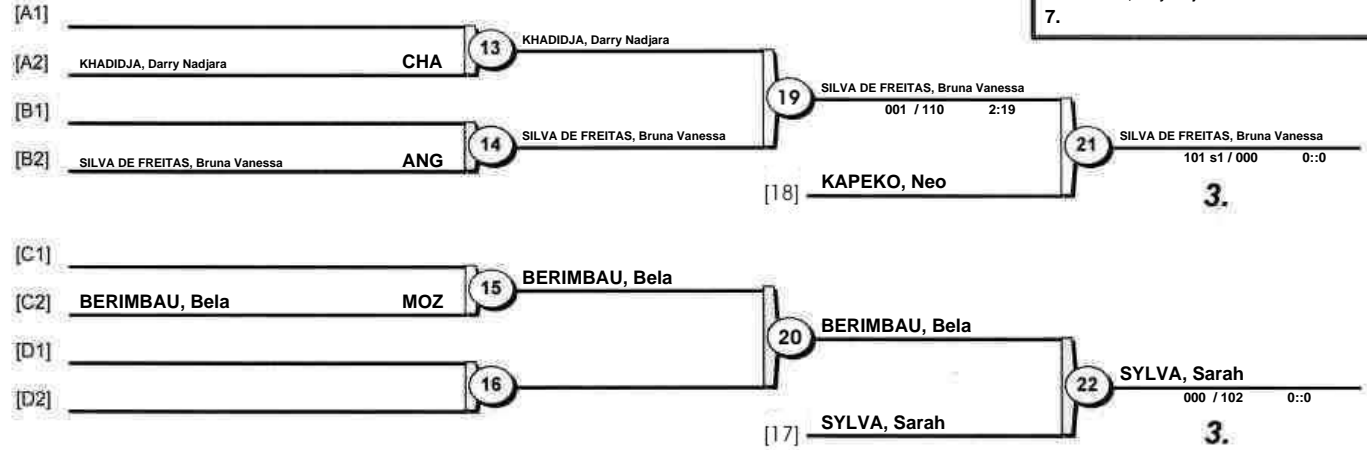 7.
[A1]
[A2] KHADIDJA, Darry Nadjara CHA
13 KHADIDJA, Darry Nadjara
[B1]
[B2] SILVA DE FREITAS, Bruna Vanessa ANG
14 SILVA DE FREITAS, Bruna Vanessa
19 SILVA DE FREITAS, Bruna Vanessa
001 / 110 2:19
[18] KAPEKO, Neo
21 SILVA DE FREITAS, Bruna Vanessa
101 s1 / 000 0::0
3.
[C1]
[C2] BERIMBAU, Bela MOZ
15 BERIMBAU, Bela
[D1]
[D2]
16
20 BERIMBAU, Bela
[17] SYLVA, Sarah
22 SYLVA, Sarah
000 / 102 0::0
3.